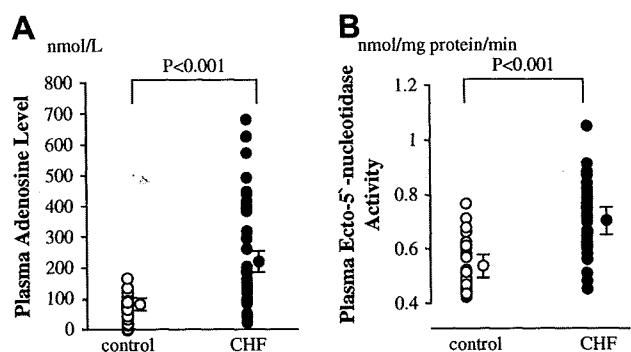 A
nmol/L
P<0.001
Plasma Adenosine Level
800
700
600
500
400
300
200
100
0
control CHF
B
nmol/mg protein/min
P<0.001
Plasma Ecto-5`-nucleotidase
Activity
1.2
1
0.8
0.6
0.4
control CHF